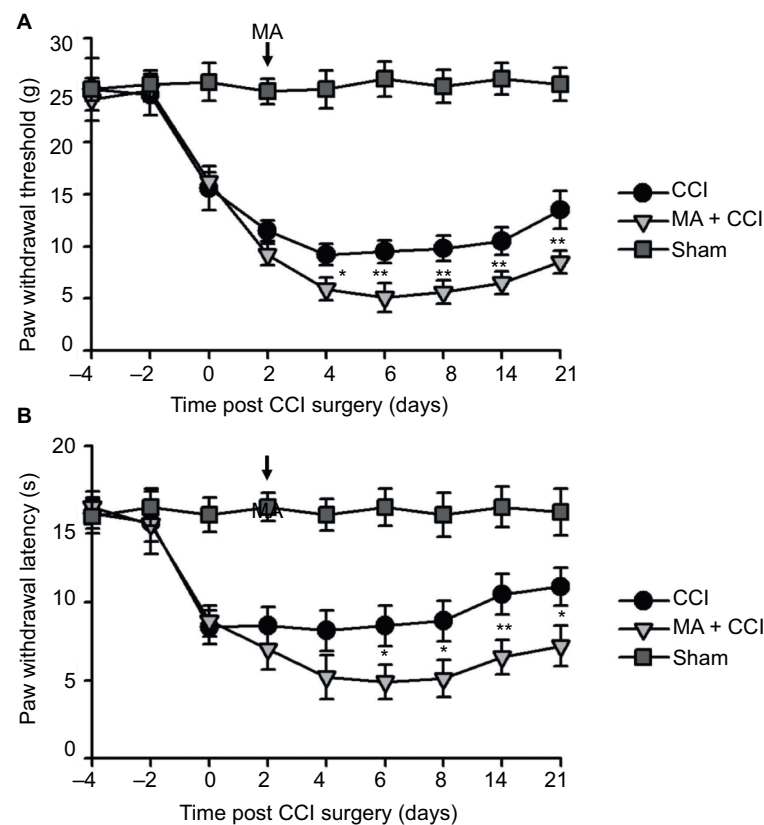 A
MA
30
25
20
15
10
5
0
Paw withdrawal threshold (g)
* ** ** ** **
–4 –2 0 2 4 6 8 14 21
Time post CCI surgery (days)
CCI
MA + CCI
Sham
B
MA
20
15
10
5
0
Paw withdrawal latency (s)
* * ** *
–4 –2 0 2 4 6 8 14 21
Time post CCI surgery (days)
CCI
MA + CCI
Sham